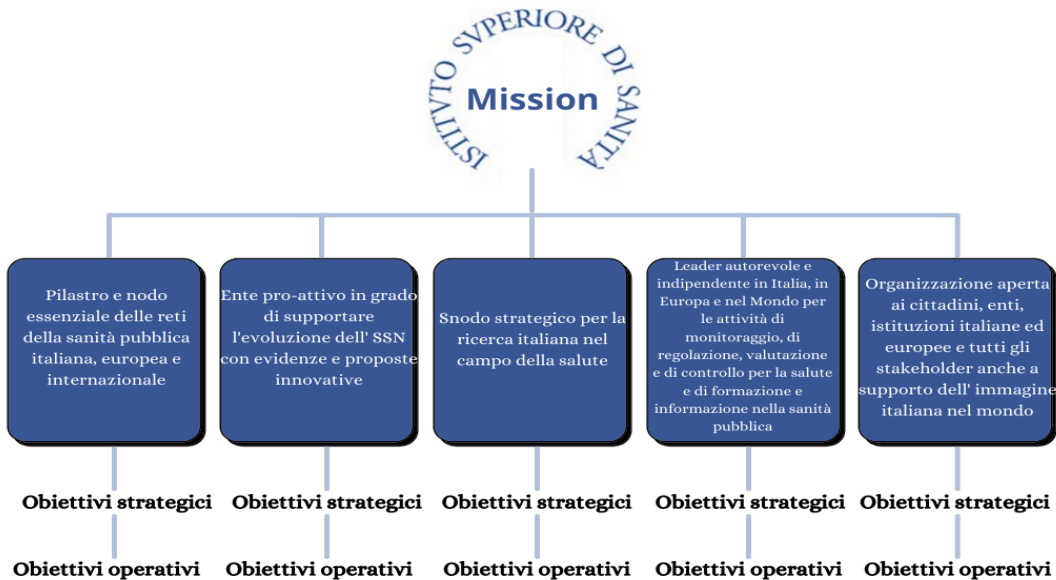 ISTITVTO SVPERIORE DI SANITÀ
Mission
Pilastro e nodo
essenziale delle reti
della sanità pubblica
italiana, europea e
internazionale
Ente pro-attivo in grado
di supportare
l'evoluzione dell' SSN
con evidenze e proposte
innovative
Snodo strategico per la
ricerca italiana nel
campo della salute
Leader autorevole e
indipendente in Italia, in
Europa e nel Mondo per
le attività di
monitoraggio, di
regolazione, valutazione
e di controllo per la salute
e di formazione e
informazione nella sanità
pubblica
Organizzazione aperta
ai cittadini, enti,
istituzioni italiane ed
europee e tutti gli
stakeholder anche a
supporto dell' immagine
italiana nel mondo
Obiettivi strategici
Obiettivi strategici
Obiettivi strategici
Obiettivi strategici
Obiettivi strategici
Obiettivi operativi
Obiettivi operativi
Obiettivi operativi
Obiettivi operativi
Obiettivi operativi